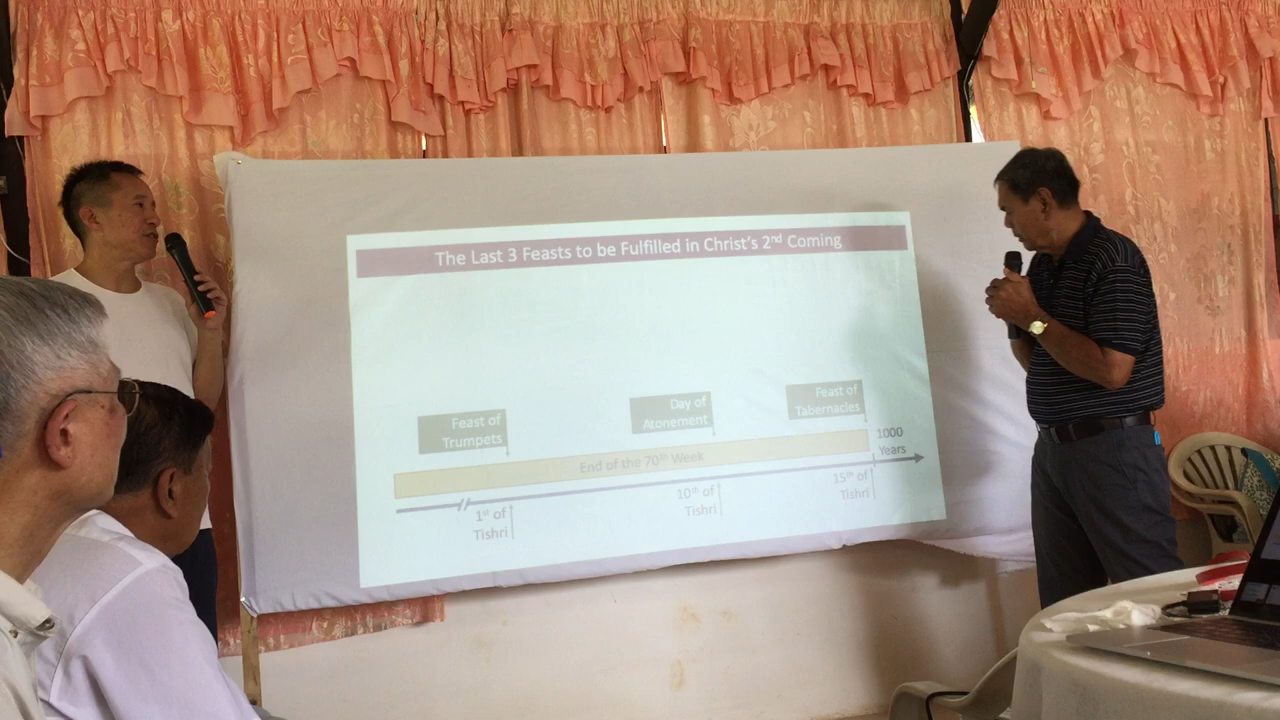 The Last 3 Feasts to be Fulfilled in Christ's 2nd Coming
Feast of
Trumpets
Day of
Atonement
Feast of
Tabernacles
End of the 70th Week
1000
Years
1st of
Tishri
10th of
Tishri
15th of
Tishri